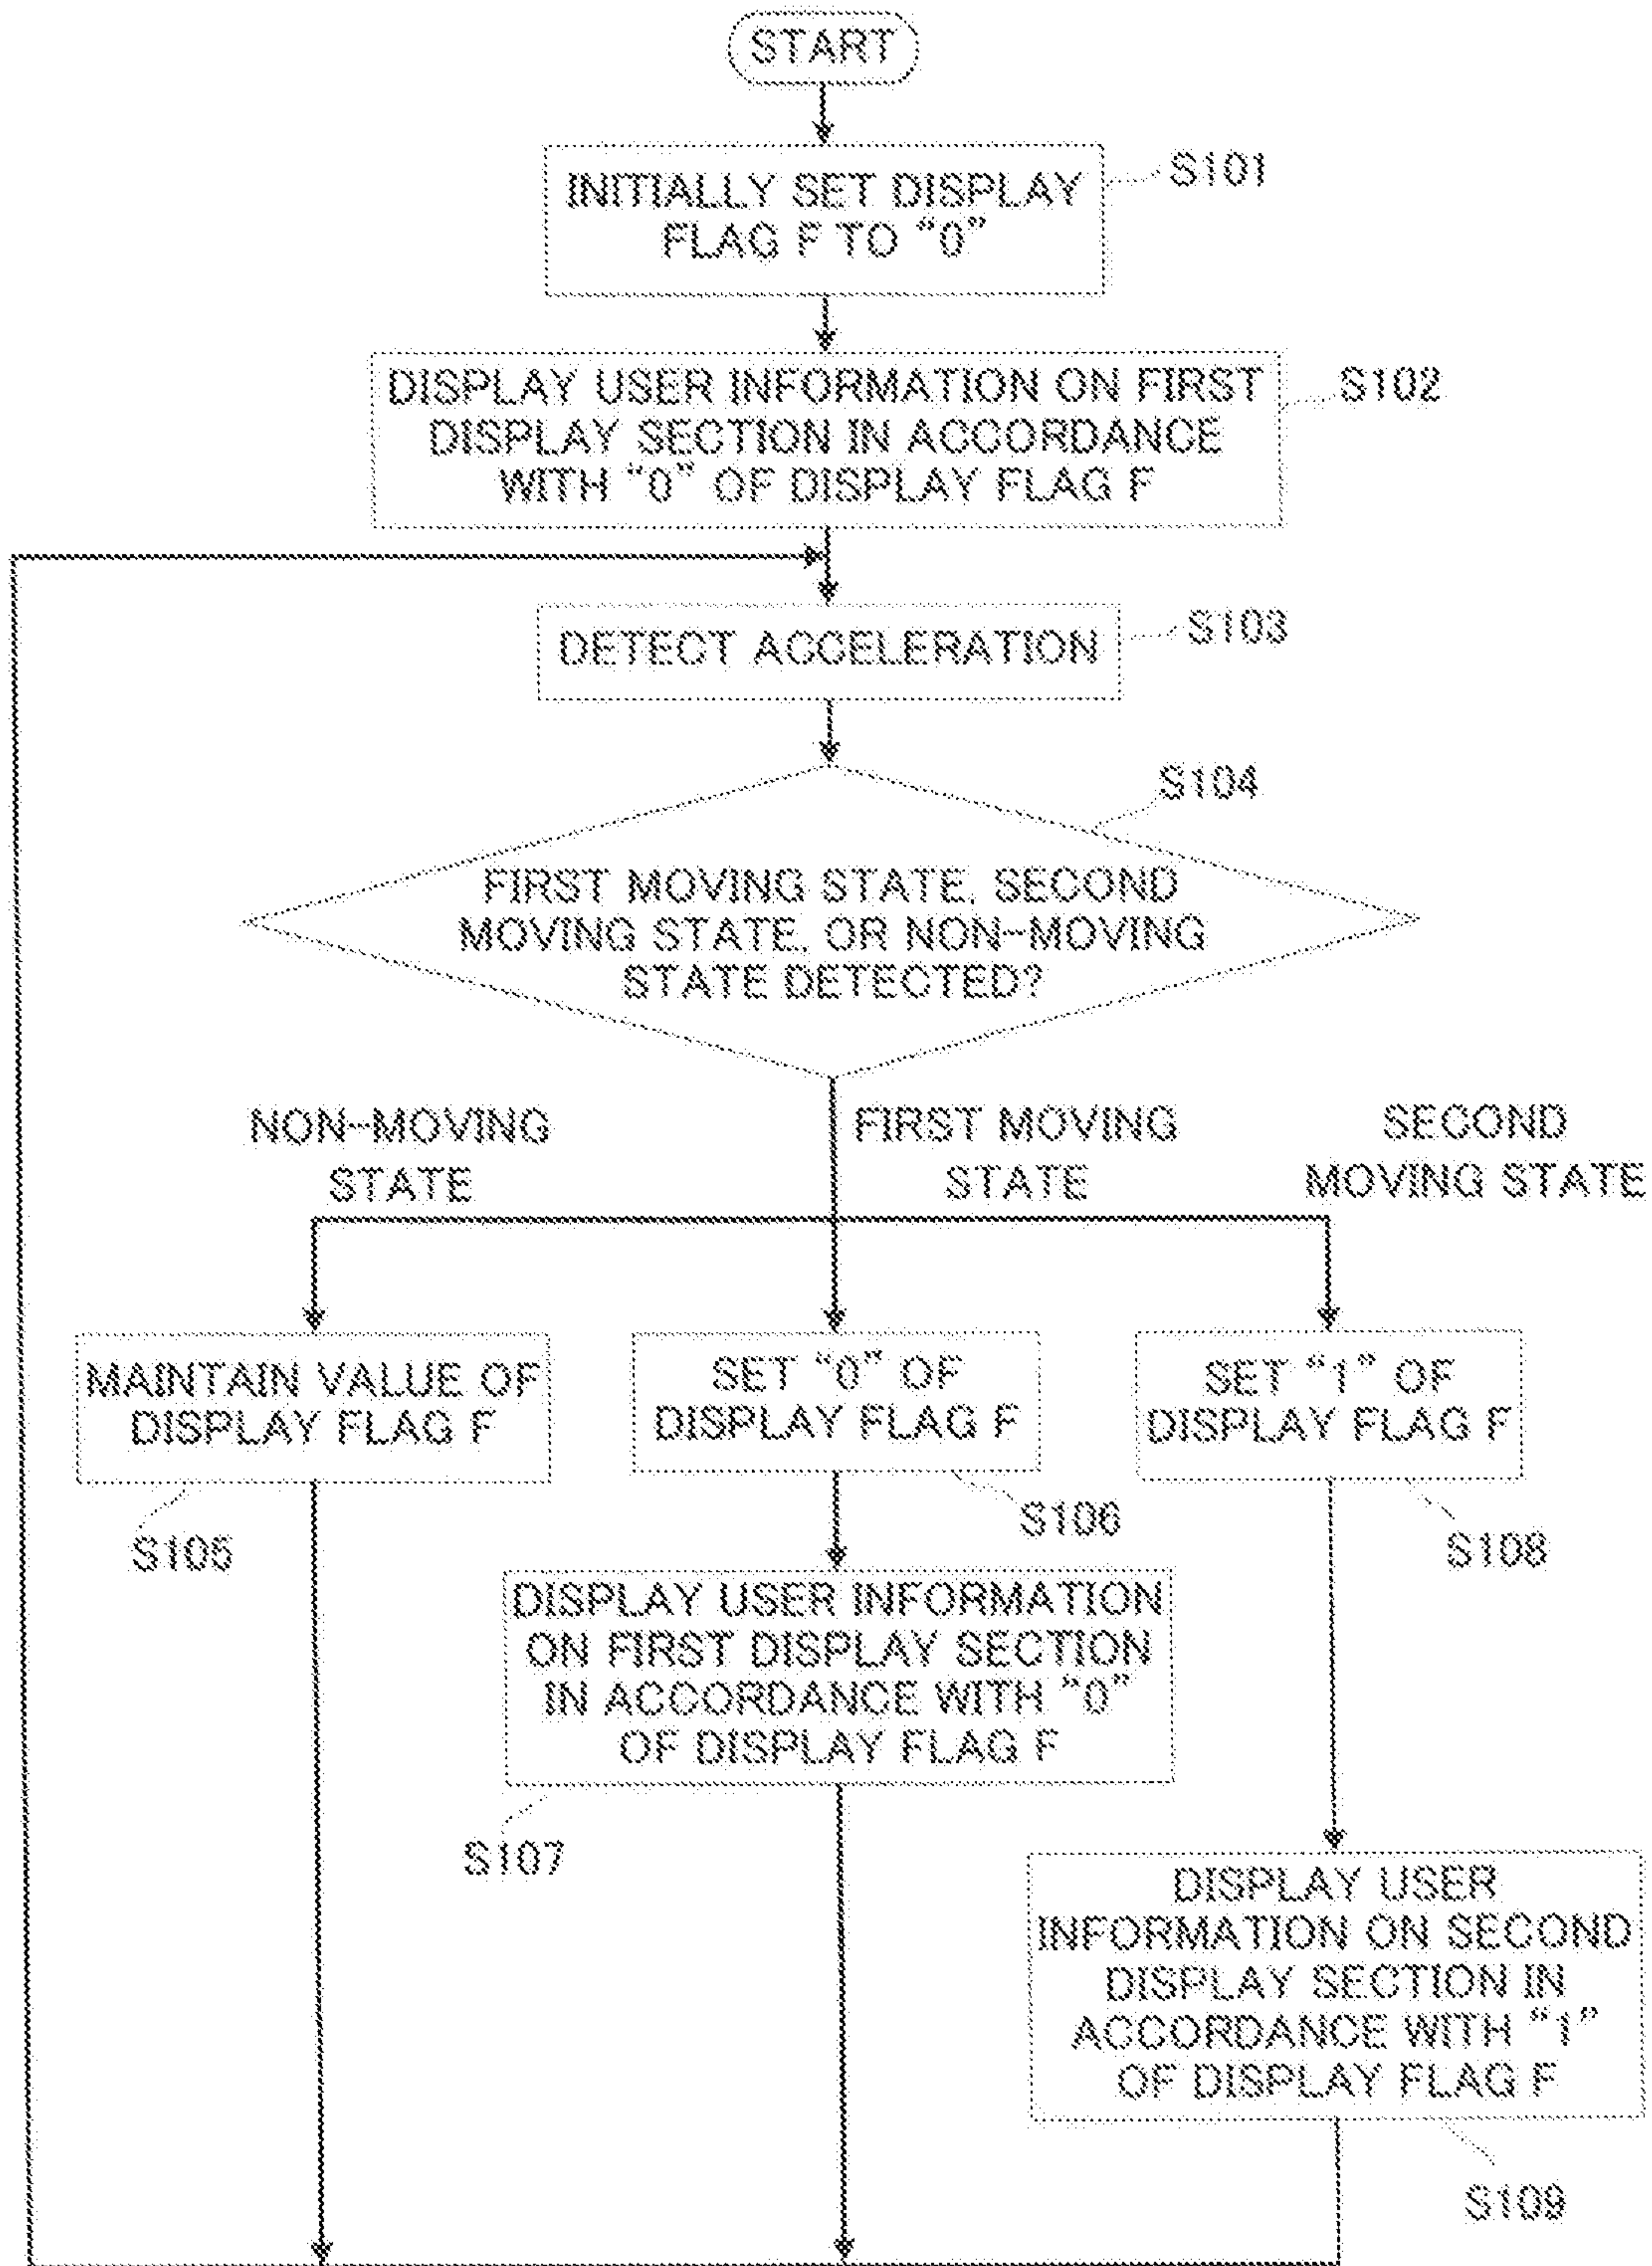 START
INITIALLY SET DISPLAY
FLAG F TO “0”
S101
DISPLAY USER INFORMATION ON FIRST
DISPLAY SECTION IN ACCORDANCE
WITH “0” OF DISPLAY FLAG F
S102
DETECT ACCELERATION
S103
S104
FIRST MOVING STATE, SECOND
MOVING STATE, OR NON-MOVING
STATE DETECTED?
NON-MOVING
STATE
FIRST MOVING
STATE
SECOND
MOVING STATE
MAINTAIN VALUE OF
DISPLAY FLAG F
S105
SET “0” OF
DISPLAY FLAG F
S106
SET “1” OF
DISPLAY FLAG F
S108
DISPLAY USER INFORMATION
ON FIRST DISPLAY SECTION
IN ACCORDANCE WITH “0”
OF DISPLAY FLAG F
S107
DISPLAY USER
INFORMATION ON SECOND
DISPLAY SECTION IN
ACCORDANCE WITH “1”
OF DISPLAY FLAG F
S109